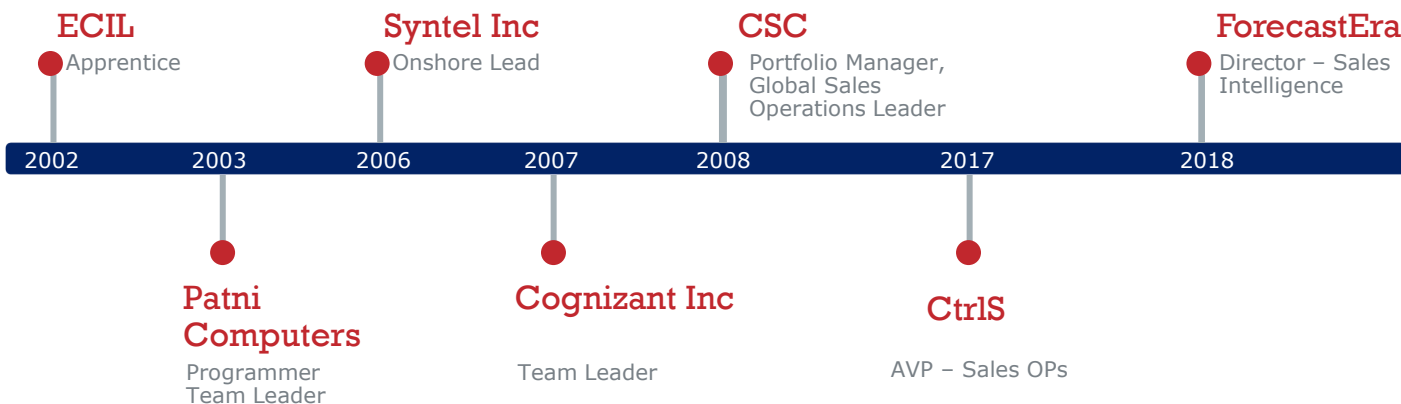 ECIL
Apprentice
Syntel Inc
Onshore Lead
CSC
Portfolio Manager,
Global Sales
Operations Leader
ForecastEra
Director – Sales
Intelligence
2002 2003 2006 2007 2008 2017 2018
Patni
Computers
Programmer
Team Leader
Cognizant Inc
Team Leader
CtrlS
AVP – Sales OPs